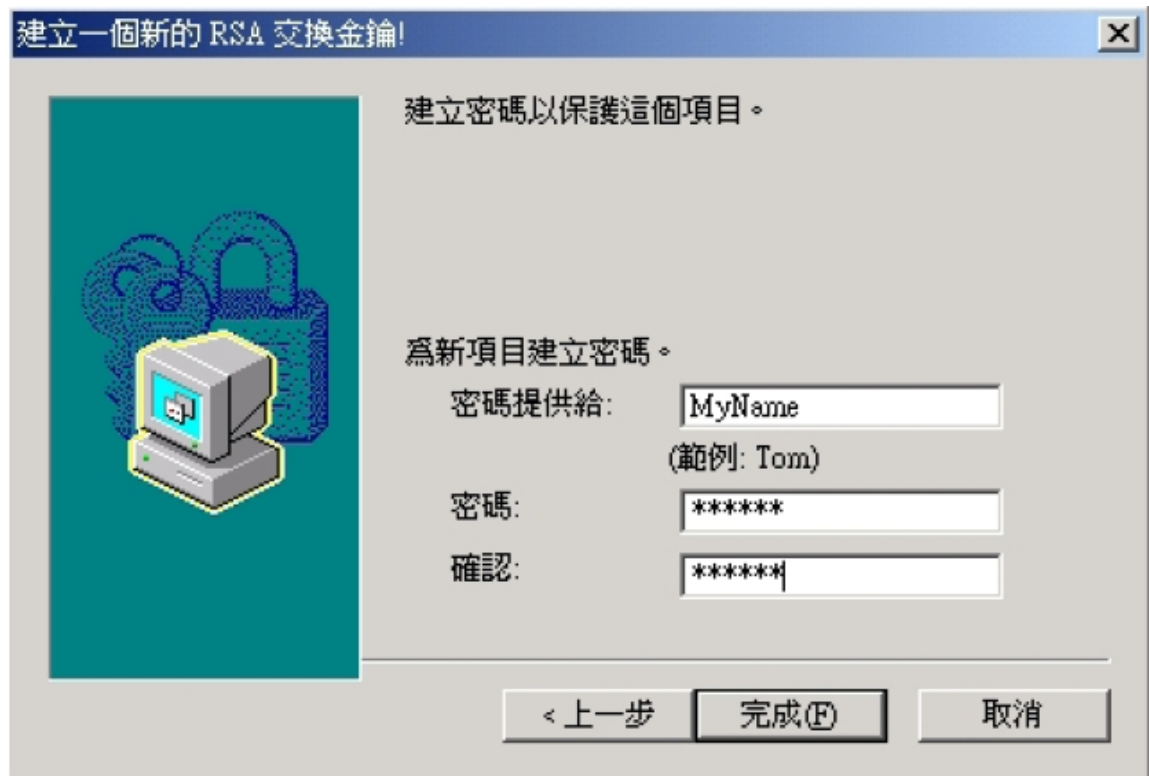 建立一個新的 RSA 交換金鑰!
建立密碼以保護這個項目。
為新項目建立密碼。
密碼提供給: MyName
(範例: Tom)
密碼: ******
確認: ******
<上一步 完成(F) 取消